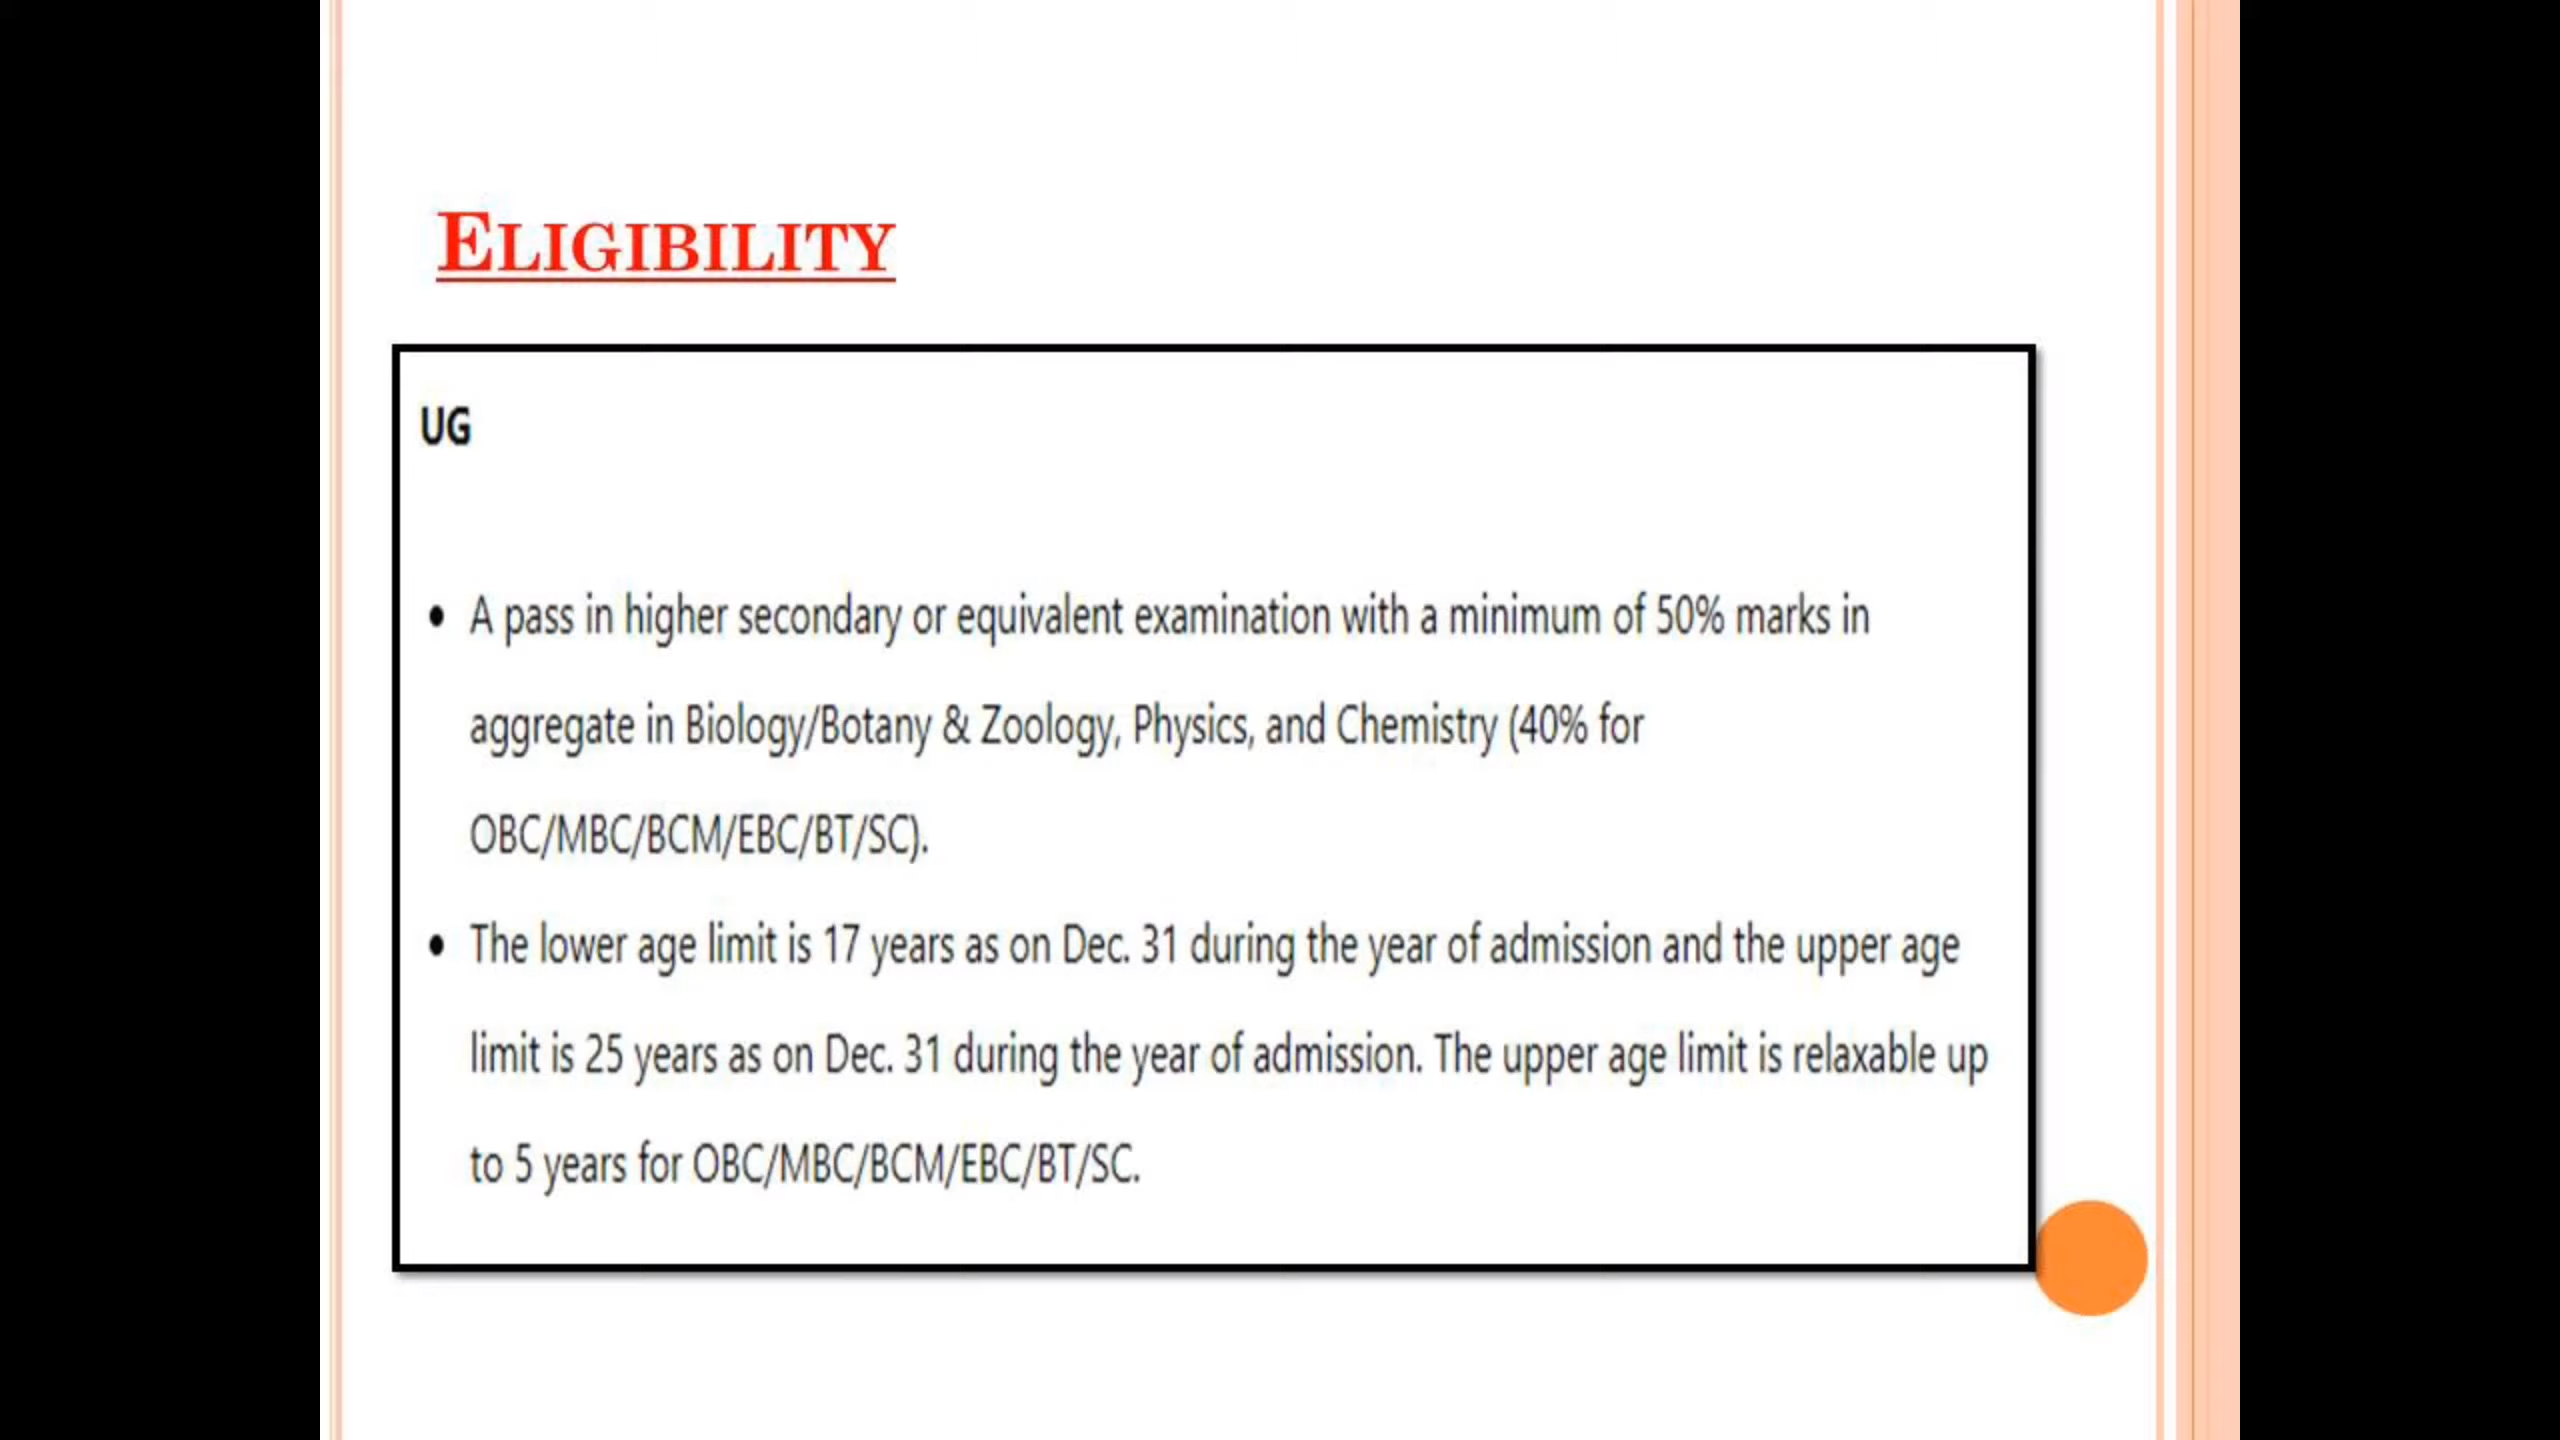 ELIGIBILITY
UG
• A pass in higher secondary or equivalent examination with a minimum of 50% marks in
aggregate in Biology/Botany & Zoology, Physics, and Chemistry (40% for
OBC/MBC/BCM/EBC/BT/SC).
• The lower age limit is 17 years as on Dec. 31 during the year of admission and the upper age
limit is 25 years as on Dec. 31 during the year of admission. The upper age limit is relaxable up
to 5 years for OBC/MBC/BCM/EBC/BT/SC.